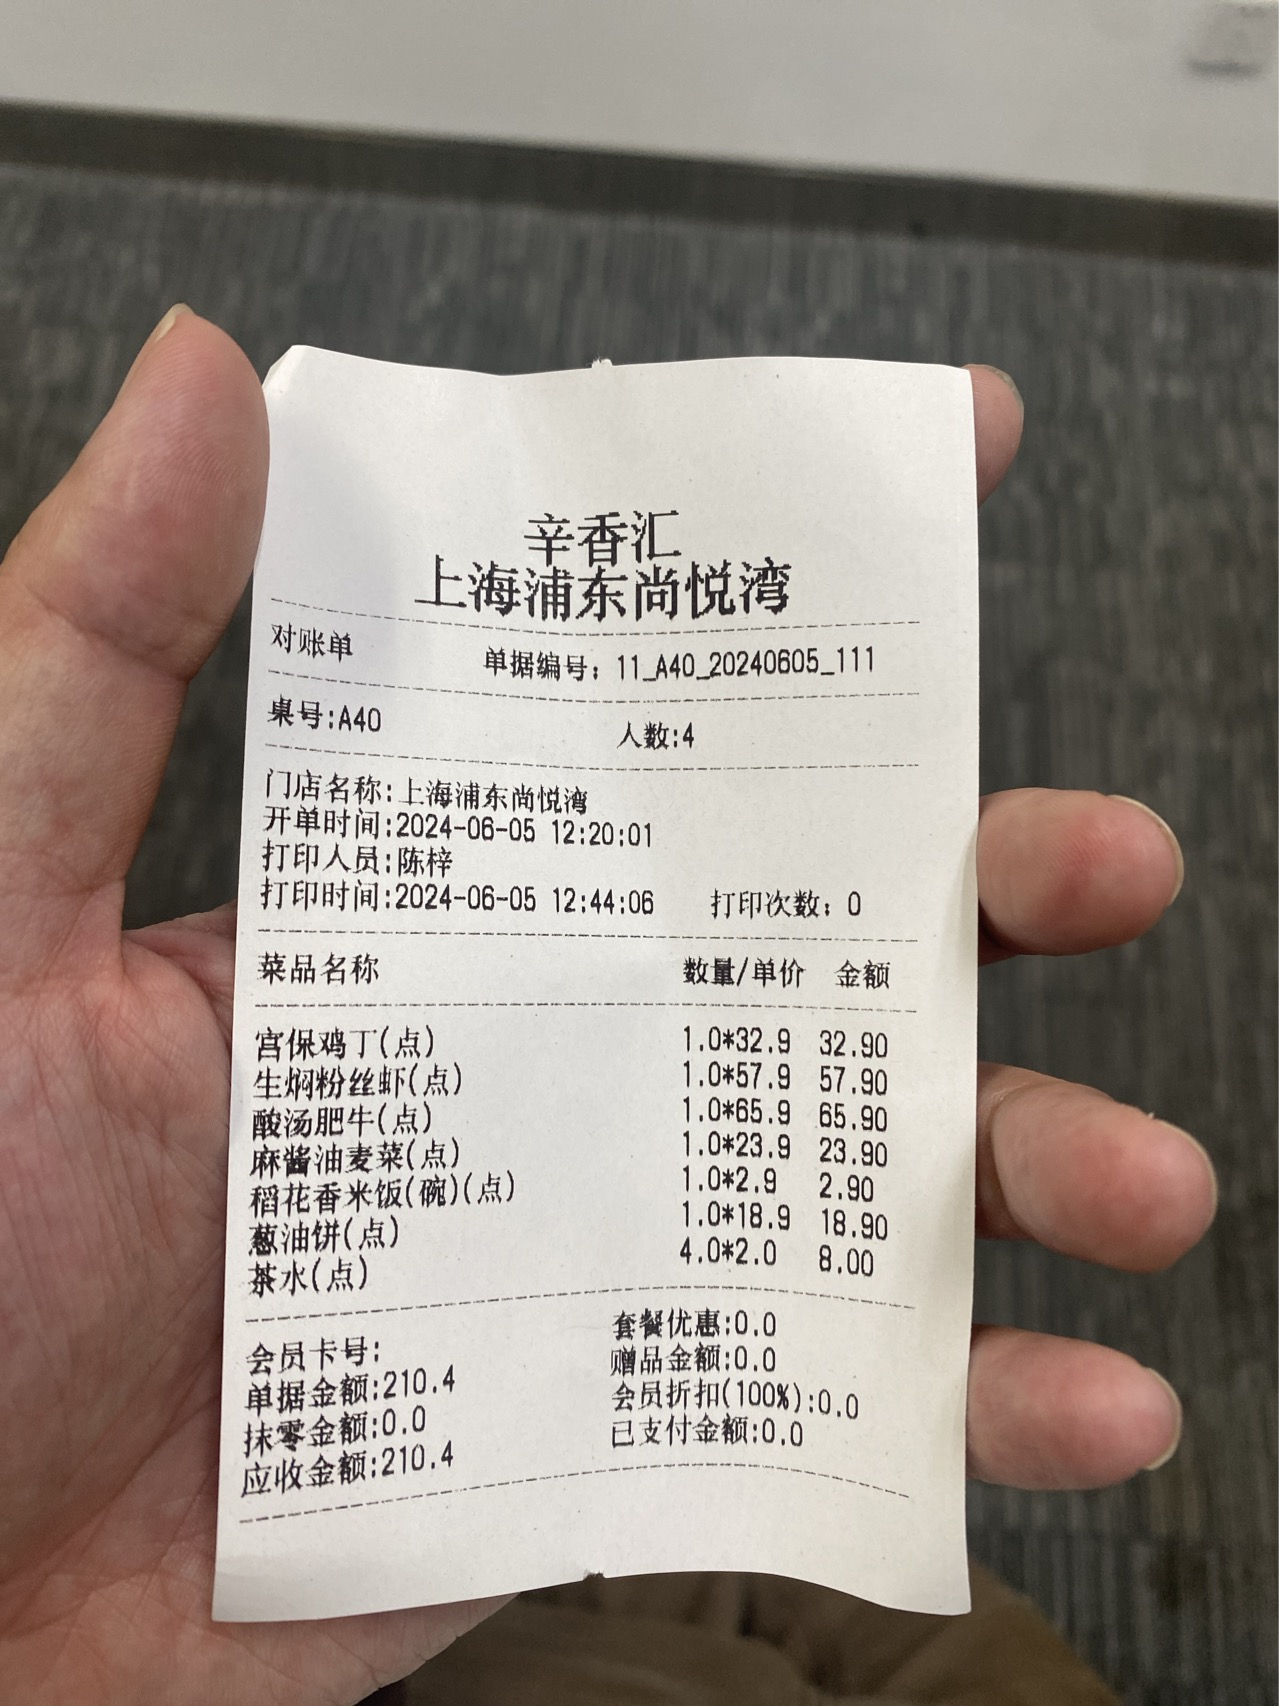 辛香汇
上海浦东尚悦湾
对账单 单据编号：11_A40_20240605_111
桌号:A40 人数:4
门店名称:上海浦东尚悦湾
开单时间:2024-06-05 12:20:01
打印人员:陈梓
打印时间:2024-06-05 12:44:06 打印次数：0
菜品名称 数量/单价 金额
宫保鸡丁(点) 1.0*32.9 32.90
生焖粉丝虾(点) 1.0*57.9 57.90
酸汤肥牛(点) 1.0*65.9 65.90
麻酱油麦菜(点) 1.0*23.9 23.90
稻花香米饭(碗)(点) 1.0*2.9 2.90
葱油饼(点) 1.0*18.9 18.90
茶水(点) 4.0*2.0 8.00
会员卡号: 套餐优惠:0.0
单据金额:210.4 赠品金额:0.0
抹零金额:0.0 会员折扣(100%):0.0
应收金额:210.4 已支付金额:0.0